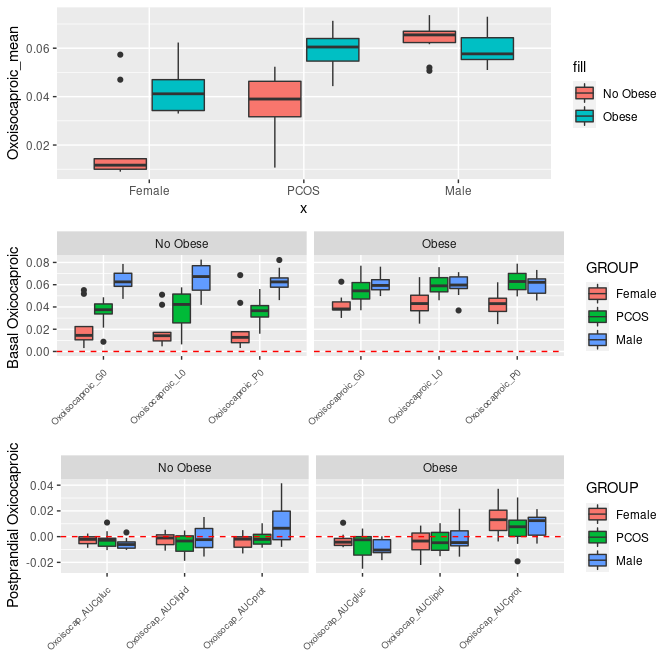 Oxoisocaproic_mean
0.06
0.04
0.02
Female
PCOS
Male
x
fill
No Obese
Obese
Basal Oxicocaproic
No Obese
Obese
0.08
0.06
0.04
0.02
0.00
Oxoisocaproic_G0
Oxoisocaproic_L0
Oxoisocaproic_P0
Oxoisocaproic_G0
Oxoisocaproic_L0
Oxoisocaproic_P0
GROUP
Female
PCOS
Male
Postprandial Oxicocaproic
No Obese
Obese
0.04
0.02
0.00
-0.02
Oxoisocap_AUCgluc
Oxoisocap_AUClipid
Oxoisocap_AUCprot
Oxoisocap_AUCgluc
Oxoisocap_AUClipid
Oxoisocap_AUCprot
GROUP
Female
PCOS
Male